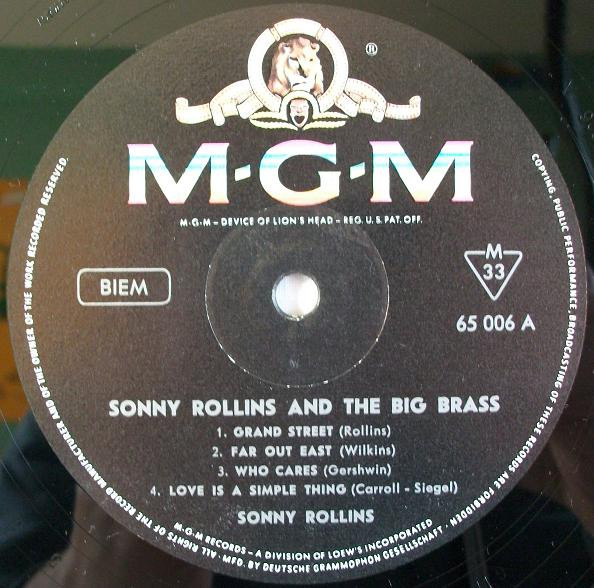 ®
M·G·M
M·G·M – DEVICE OF LION'S HEAD – REG. U.S. PAT. OFF.
BIEM
M
33
65 006 A
SONNY ROLLINS AND THE BIG BRASS
1. GRAND STREET (Rollins)
2. FAR OUT EAST (Wilkins)
3. WHO CARES (Gershwin)
4. LOVE IS A SIMPLE THING (Carroll - Siegel)
SONNY ROLLINS
M·G·M RECORDS – A DIVISION OF LOEW'S INCORPORATED
ALL RIGHTS OF THE RECORD MANUFACTURER AND OF THE OWNER OF THE WORK RECORDED RESERVED.
COPYING, PUBLIC PERFORMANCE, BROADCASTING OF THESE RECORDS ARE FORBIDDEN · MFD. BY DEUTSCHE GRAMMOPHON GESELLSCHAFT ·